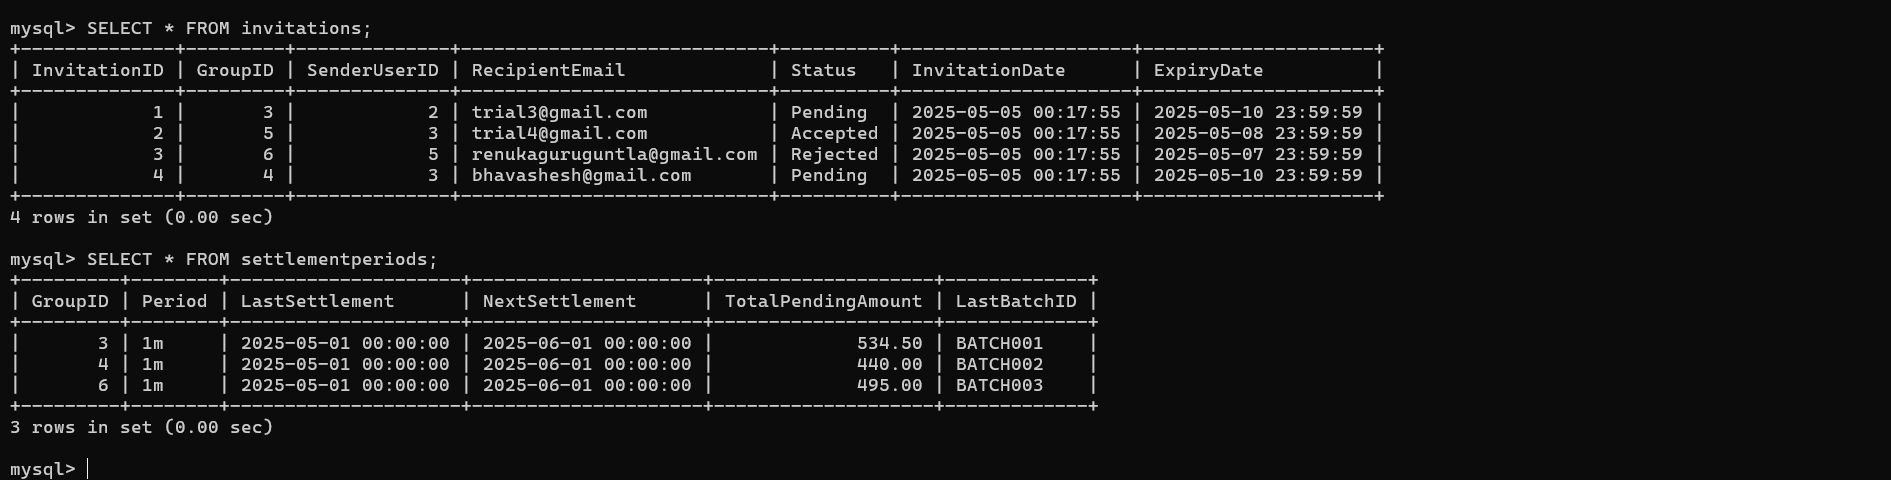 mysql> SELECT * FROM invitations;
+--------------+---------+--------------+----------------------------+----------+---------------------+---------------------+
| InvitationID | GroupID | SenderUserID | RecipientEmail             | Status   | InvitationDate      | ExpiryDate          |
+--------------+---------+--------------+----------------------------+----------+---------------------+---------------------+
|            1 |       3 |            2 | trial3@gmail.com           | Pending  | 2025-05-05 00:17:55 | 2025-05-10 23:59:59 |
|            2 |       5 |            3 | trial4@gmail.com           | Accepted | 2025-05-05 00:17:55 | 2025-05-08 23:59:59 |
|            3 |       6 |            5 | renukaguruguntla@gmail.com | Rejected | 2025-05-05 00:17:55 | 2025-05-07 23:59:59 |
|            4 |       4 |            3 | bhavashesh@gmail.com       | Pending  | 2025-05-05 00:17:55 | 2025-05-10 23:59:59 |
+--------------+---------+--------------+----------------------------+----------+---------------------+---------------------+
4 rows in set (0.00 sec)
mysql> SELECT * FROM settlementperiods;
+---------+--------+---------------------+---------------------+--------------------+-------------+
| GroupID | Period | LastSettlement      | NextSettlement      | TotalPendingAmount | LastBatchID |
+---------+--------+---------------------+---------------------+--------------------+-------------+
|       3 | 1m     | 2025-05-01 00:00:00 | 2025-06-01 00:00:00 |             534.50 | BATCH001    |
|       4 | 1m     | 2025-05-01 00:00:00 | 2025-06-01 00:00:00 |             440.00 | BATCH002    |
|       6 | 1m     | 2025-05-01 00:00:00 | 2025-06-01 00:00:00 |             495.00 | BATCH003    |
+---------+--------+---------------------+---------------------+--------------------+-------------+
3 rows in set (0.00 sec)
mysql>